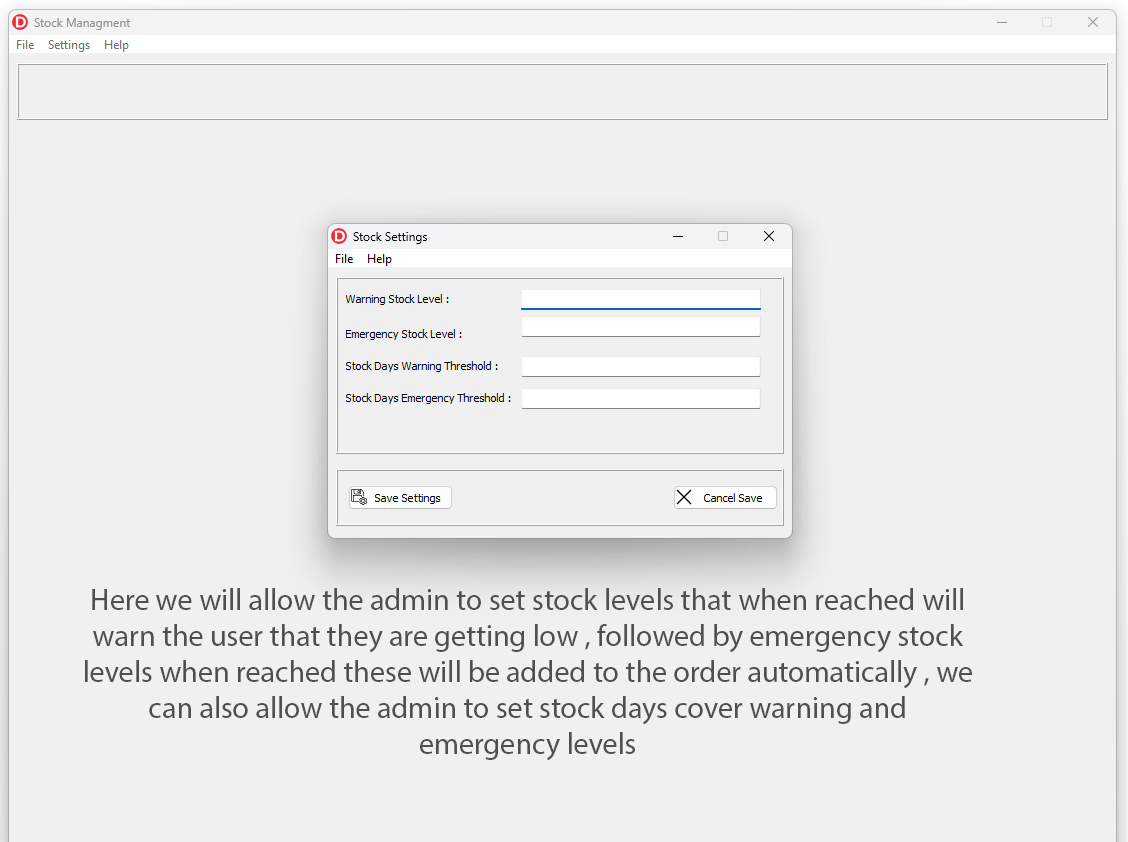 D Stock Managment
File Settings Help
D Stock Settings
File Help
Warning Stock Level :
Emergency Stock Level :
Stock Days Warning Threshold :
Stock Days Emergency Threshold :
Save Settings Cancel Save
Here we will allow the admin to set stock levels that when reached will
warn the user that they are getting low , followed by emergency stock
levels when reached these will be added to the order automatically , we
can also allow the admin to set stock days cover warning and
emergency levels